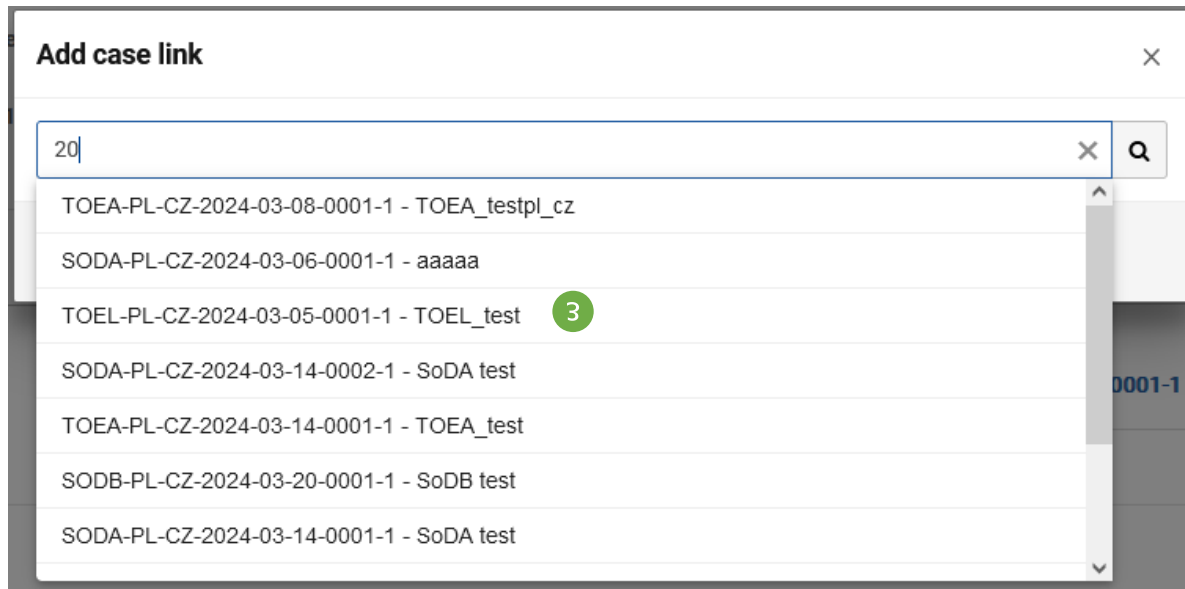 Add case link
20
TOEA-PL-CZ-2024-03-08-0001-1 - TOEA_testpl_cz
SODA-PL-CZ-2024-03-06-0001-1 - aaaaa
TOEL-PL-CZ-2024-03-05-0001-1 - TOEL_test
3
SODA-PL-CZ-2024-03-14-0002-1 - SoDA test
0001-1
TOEA-PL-CZ-2024-03-14-0001-1 - TOEA_test
SODB-PL-CZ-2024-03-20-0001-1 - SoDB test
SODA-PL-CZ-2024-03-14-0001-1 - SoDA test